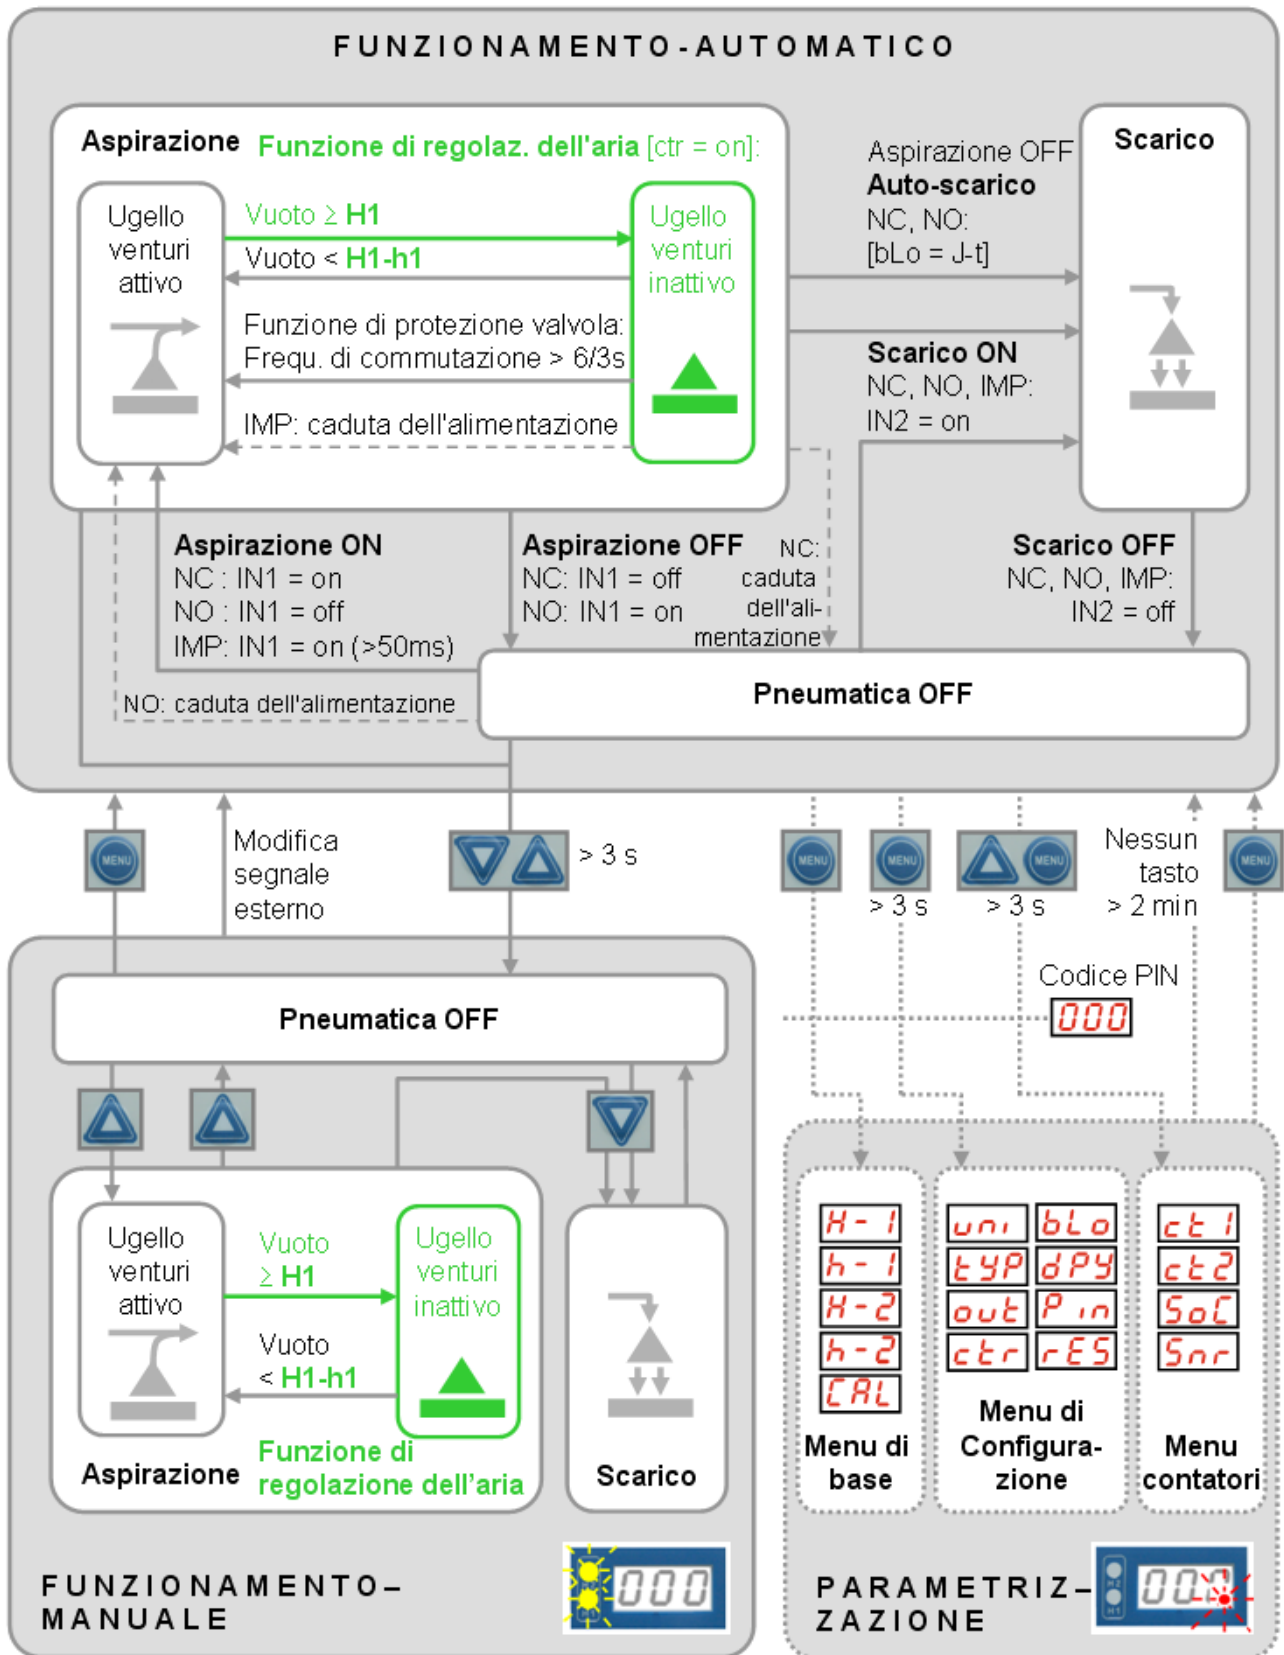 FUNZIONAMENTO-AUTOMATICO
Aspirazione
Funzione di regolaz. dell'aria [ctr = on]:
Ugello
venturi
attivo
Vuoto ≥ H1
Vuoto < H1-h1
Funzione di protezione valvola:
Frequ. di commutazione > 6/3s
IMP: caduta dell'alimentazione
Ugello
venturi
inattivo
Aspirazione OFF
Auto-scarico
NC, NO:
[bLo = J-t]
Scarico ON
NC, NO, IMP:
IN2 = on
Scarico
Aspirazione ON
NC : IN1 = on
NO : IN1 = off
IMP: IN1 = on (>50ms)
NO: caduta dell'alimentazione
Aspirazione OFF
NC: IN1 = off
NO: IN1 = on
NC:
caduta
dell'ali-
mentazione
Scarico OFF
NC, NO, IMP:
IN2 = off
Pneumatica OFF
MENU
Modifica
segnale
esterno
> 3 s
MENU
MENU
> 3 s
MENU
> 3 s
Nessun
tasto
> 2 min
MENU
Codice PIN
000
Pneumatica OFF
Ugello
venturi
attivo
Vuoto
≥ H1
Vuoto
< H1-h1
Ugello
venturi
inattivo
Aspirazione
Funzione di
regolazione dell'aria
Scarico
FUNZIONAMENTO–
MANUALE
000
H-1
h-1
H-2
h-2
CAL
Menu di
base
uni
bLo
tYP
dPY
out
Pin
ctr
rES
Menu di
Configura-
zione
ct1
ct2
SoC
Snr
Menu
contatori
PARAMETRIZ–
ZAZIONE
H2
H1